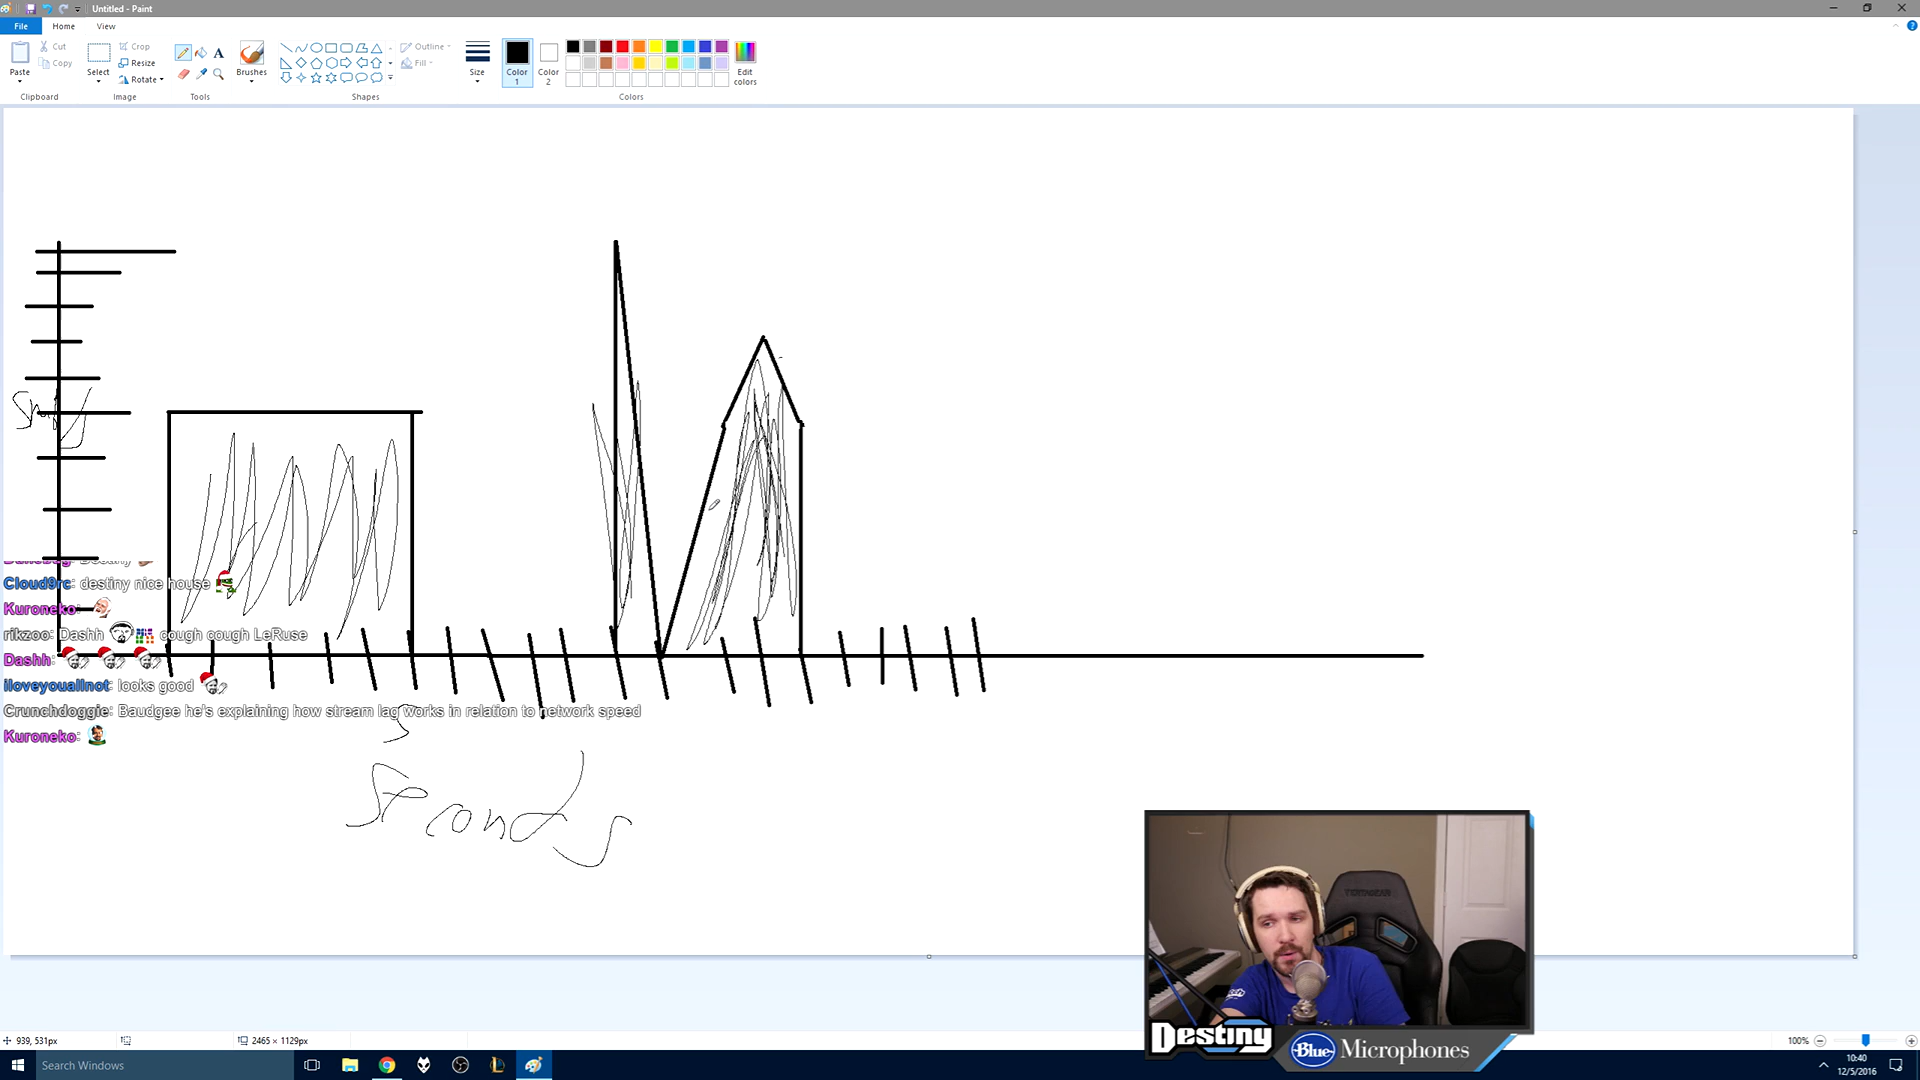 Untitled - Paint
File
Home
View
Paste
Cut
Copy
Clipboard
Select
Crop
Resize
Rotate
Image
Tools
Brushes
Shapes
Outline
Fill
Size
Color
1
Color
2
Edit
colors
Colors
Cloud9rc: destiny nice house
Kuroneko:
rikzoo: Dashh cough cough LeRuse
Dashh:
iloveyouallnot: looks good
Crunchdoggie: Baudgee he's explaining how stream lag works in relation to network speed
Kuroneko:
5
Seconds
Destiny
Blue Microphones
939, 531px
2465 × 1129px
100%
Search Windows
10:40
12/5/2016